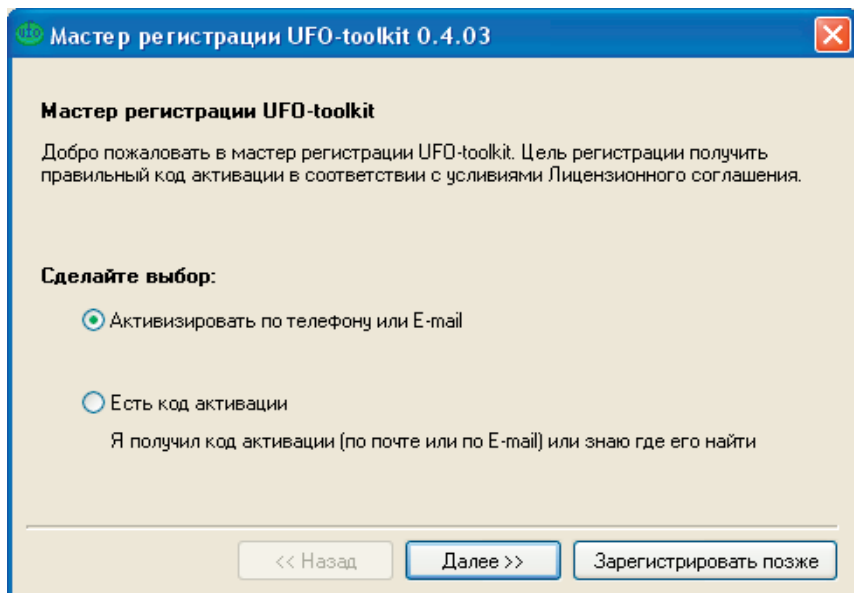 ufo Мастер регистрации UFO-toolkit 0.4.03
Мастер регистрации UFO-toolkit
Добро пожаловать в мастер регистрации UFO-toolkit. Цель регистрации получить
правильный код активации в соответствии с условиями Лицензионного соглашения.
Сделайте выбор:
Активизировать по телефону или E-mail
Есть код активации
Я получил код активации (по почте или по E-mail) или знаю где его найти
<< Назад Далее >> Зарегистрировать позже